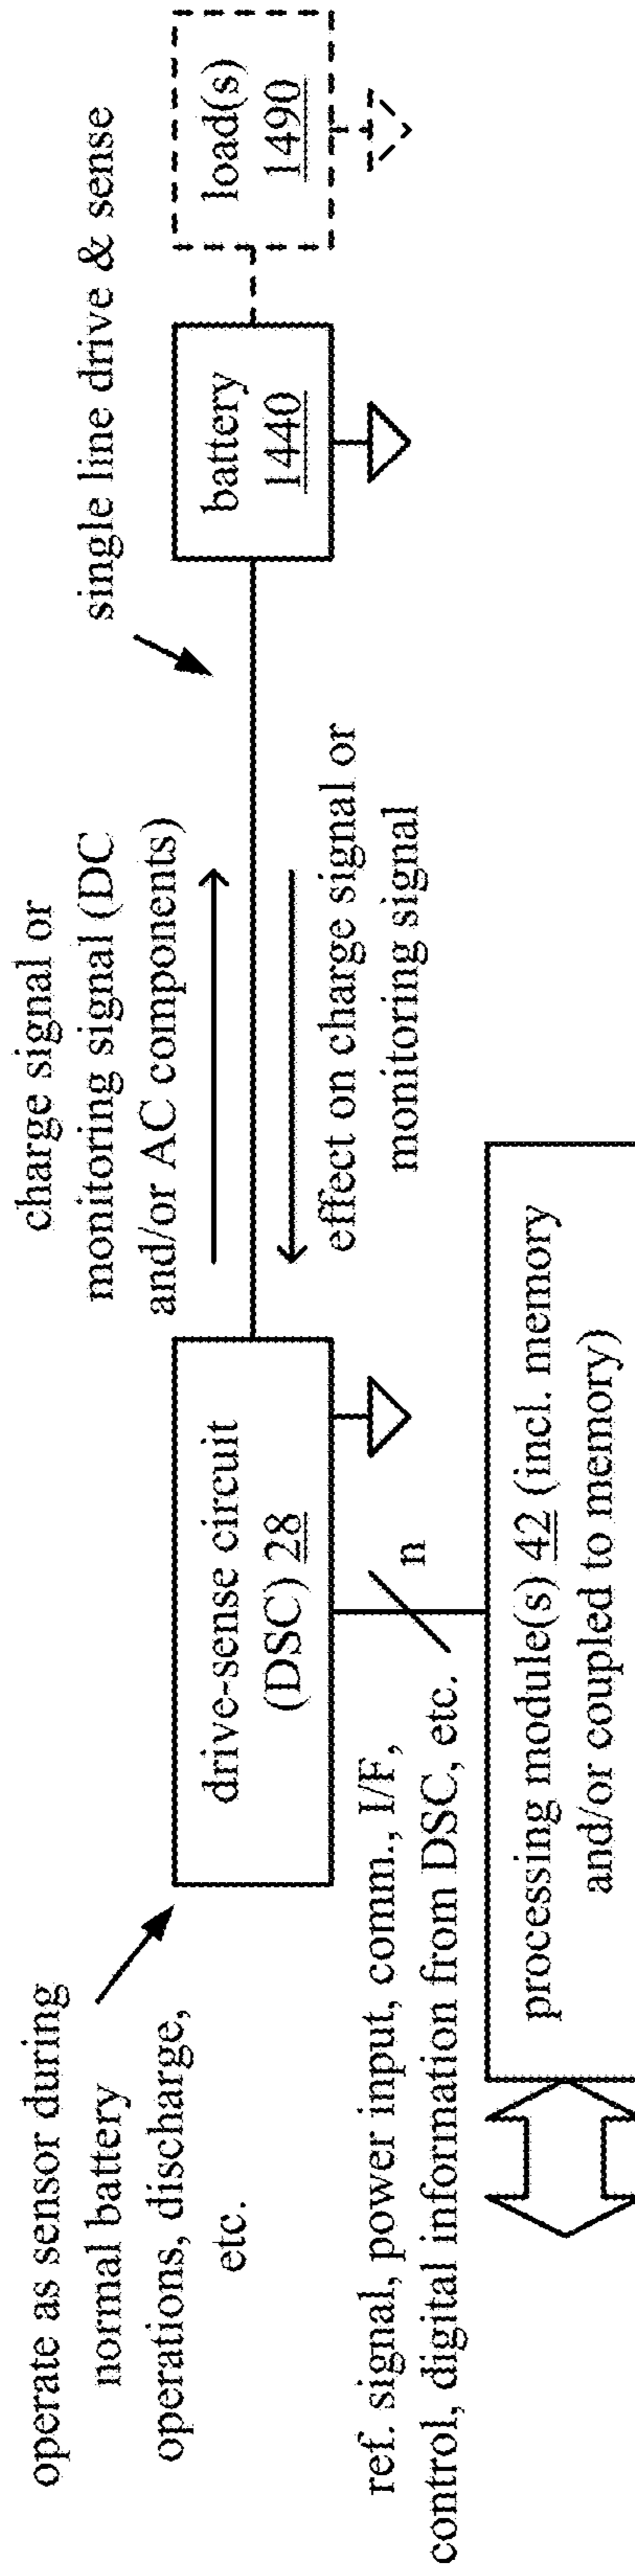 operate as sensor during
normal battery
operations, discharge,
etc.
charge signal or
monitoring signal (DC
and/or AC components)
single line drive & sense
drive-sense circuit
(DSC) 28
battery
1440
load(s)
1490
effect on charge signal or
monitoring signal
ref. signal, power input, comm., I/F,
control, digital information from DSC, etc.
n
processing module(s) 42 (incl. memory
and/or coupled to memory)